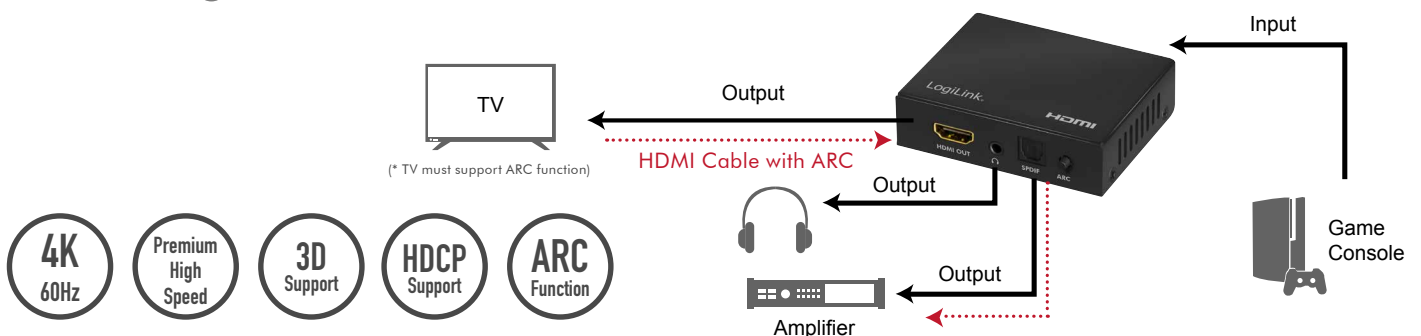 Input
LogiLink.
HDMI
TV
Output
HDMI OUT
SPDIF
ARC
(* TV must support ARC function)
HDMI Cable with ARC
Output
4K
60Hz
Premium
High
Speed
3D
Support
HDCP
Support
ARC
Function
Output
Amplifier
Game
Console